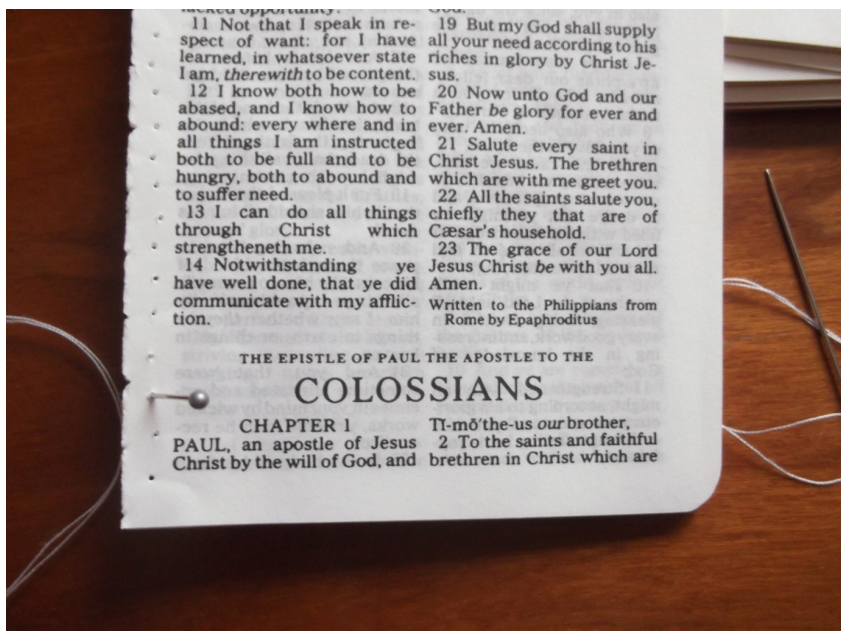 lacked opportunity.
11 Not that I speak in re-
spect of want: for I have
learned, in whatsoever state
I am, therewith to be content.
12 I know both how to be
abased, and I know how to
abound: every where and in
all things I am instructed
both to be full and to be
hungry, both to abound and
to suffer need.
13 I can do all things
through Christ which
strengtheneth me.
14 Notwithstanding ye
have well done, that ye did
communicate with my afflic-
tion.
God.
19 But my God shall supply
all your need according to his
riches in glory by Christ Je-
sus.
20 Now unto God and our
Father be glory for ever and
ever. Amen.
21 Salute every saint in
Christ Jesus. The brethren
which are with me greet you.
22 All the saints salute you,
chiefly they that are of
Cæsar's household.
23 The grace of our Lord
Jesus Christ be with you all.
Amen.
Written to the Philippians from
Rome by Epaphroditus
THE EPISTLE OF PAUL THE APOSTLE TO THE
COLOSSIANS
CHAPTER 1
PAUL, an apostle of Jesus
Christ by the will of God, and
Tī-mŏ′the-us our brother,
2 To the saints and faithful
brethren in Christ which are